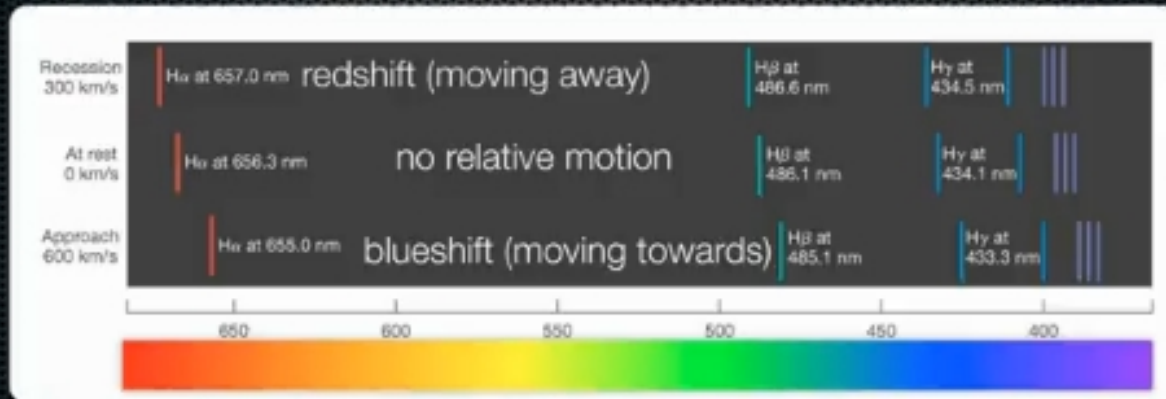 Recession
300 km/s
Hα at 657.0 nm
redshift (moving away)
Hβ at
486.6 nm
Hγ at
434.5 nm
At rest
0 km/s
Hα at 656.3 nm
no relative motion
Hβ at
486.1 nm
Hγ at
434.1 nm
Approach
600 km/s
Hα at 655.0 nm
blueshift (moving towards)
Hβ at
485.1 nm
Hγ at
433.3 nm
650 600 550 500 450 400